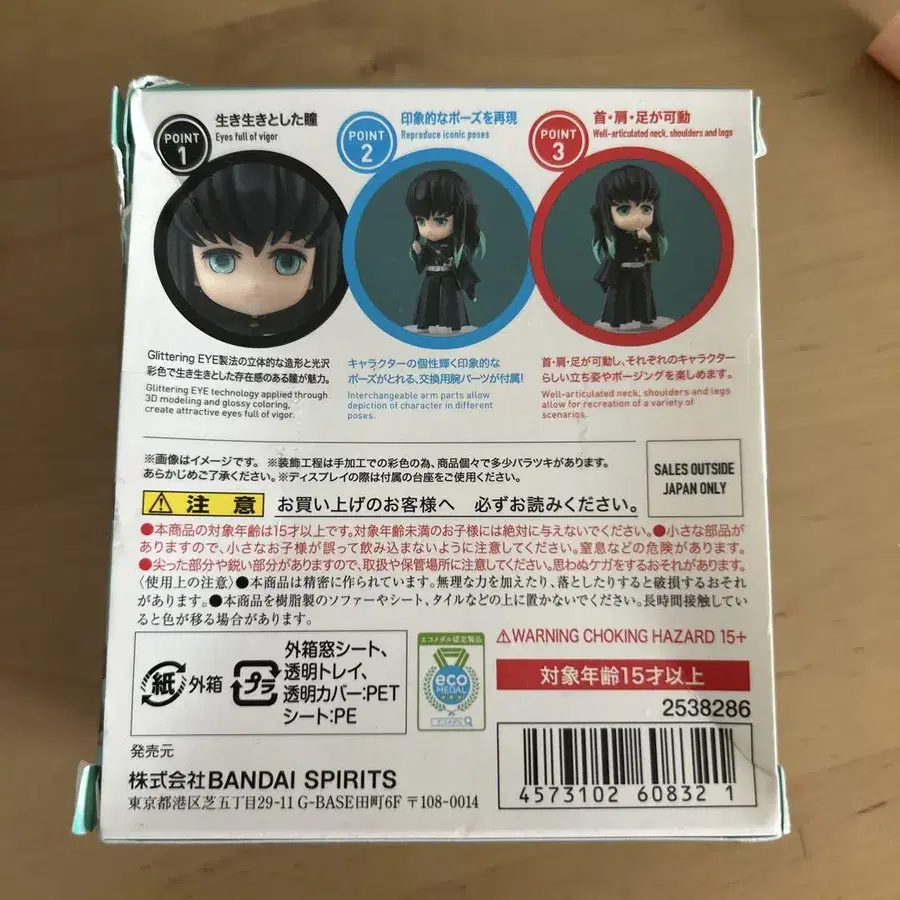 POINT 1
生き生きとした瞳
Eyes full of vigor
POINT 2
印象的なポーズを再現
Reproduce iconic poses
POINT 3
首・肩・足が可動
Well-articulated neck, shoulders and legs
Glittering EYE製法の立体的な造形と光沢
彩色で生き生きとした存在感のある瞳が魅力。
Glittering EYE technology applied through
3D modeling and glossy coloring,
create attractive eyes full of vigor.
キャラクターの個性輝く印象的な
ポーズがとれる、交換用腕パーツが付属!
Interchangeable arm parts allow
depiction of character in different
poses.
首・肩・足が可動し、それぞれのキャラクター
らしい立ち姿やポージングを楽しめます。
Well-articulated neck, shoulders and legs
allow for recreation of a variety of
scenarios.
※画像はイメージです。 ※装飾工程は手加工での彩色の為、商品個々で多少バラツキがあります。
あらかじめご了承ください。※ディスプレイの際は付属の台座をご使用ください。
SALES OUTSIDE
JAPAN ONLY
注意 お買い上げのお客様へ 必ずお読みください。
●本商品の対象年齢は15才以上です。対象年齢未満のお子様には絶対に与えないでください。●小さな部品が
ありますので、小さなお子様が誤って飲み込まないように注意してください。窒息などの危険があります。
●尖った部分や鋭い部分がありますので、取扱や保管場所に注意してください。思わぬケガをするおそれがあります。
〈使用上の注意〉●本商品は精密に作られています。無理な力を加えたり、落としたりすると破損するおそれ
があります。●本商品を樹脂製のソファーやシート、タイルなどの上に置かないでください。長時間接触してい
ると色が移る場合があります。
紙 外箱
プラ
外箱窓シート、
透明トレイ、
透明カバー:PET
シート:PE
エコメダル認定製品
eco
MEDAL
エコメダル
⚠WARNING CHOKING HAZARD 15+
対象年齢15才以上
2538286
4573102 60832 1
発売元
株式会社BANDAI SPIRITS
東京都港区芝五丁目29-11 G-BASE田町6F 〒108-0014